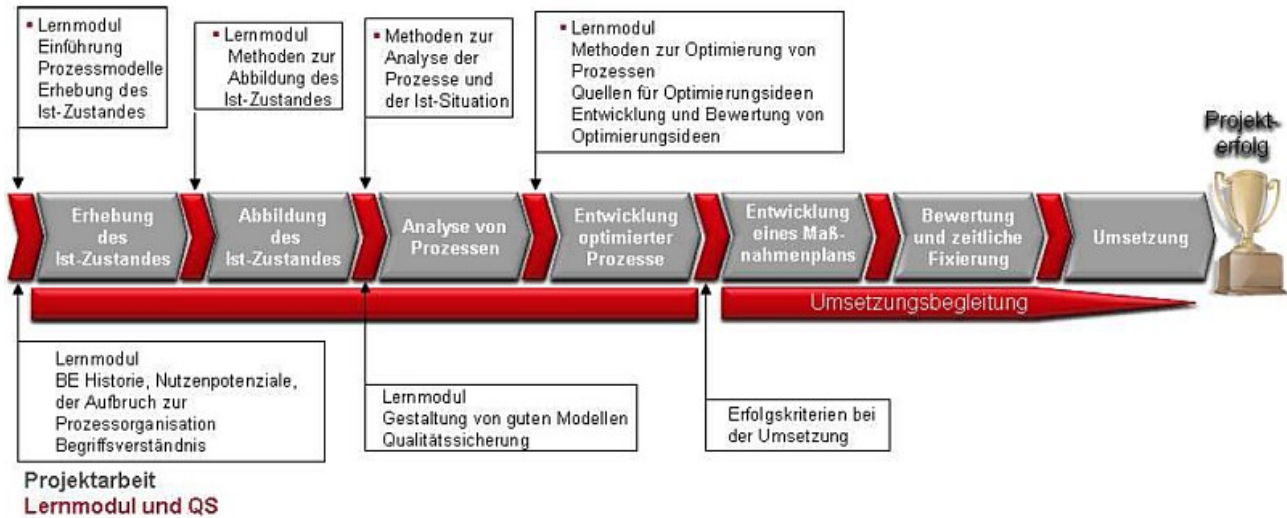 ▪ Lernmodul
Einführung
Prozessmodelle
Erhebung des
Ist-Zustandes
▪ Lernmodul
Methoden zur
Abbildung des
Ist-Zustandes
▪ Methoden zur
Analyse der
Prozesse und
der Ist-Situation
▪ Lernmodul
Methoden zur Optimierung von
Prozessen
Quellen für Optimierungsideen
Entwicklung und Bewertung von
Optimierungsideen
Projekt-
erfolg
Erhebung
des
Ist-Zustandes
Abbildung
des
Ist-Zustandes
Analyse von
Prozessen
Entwicklung
optimierter
Prozesse
Entwicklung
eines Maß-
nahmenplans
Bewertung
und zeitliche
Fixierung
Umsetzung
Umsetzungsbegleitung
Lernmodul
BE Historie, Nutzenpotenziale,
der Aufbruch zur
Prozessorganisation
Begriffsverständnis
Lernmodul
Gestaltung von guten Modellen
Qualitätssicherung
Erfolgskriterien bei
der Umsetzung
Projektarbeit
Lernmodul und QS